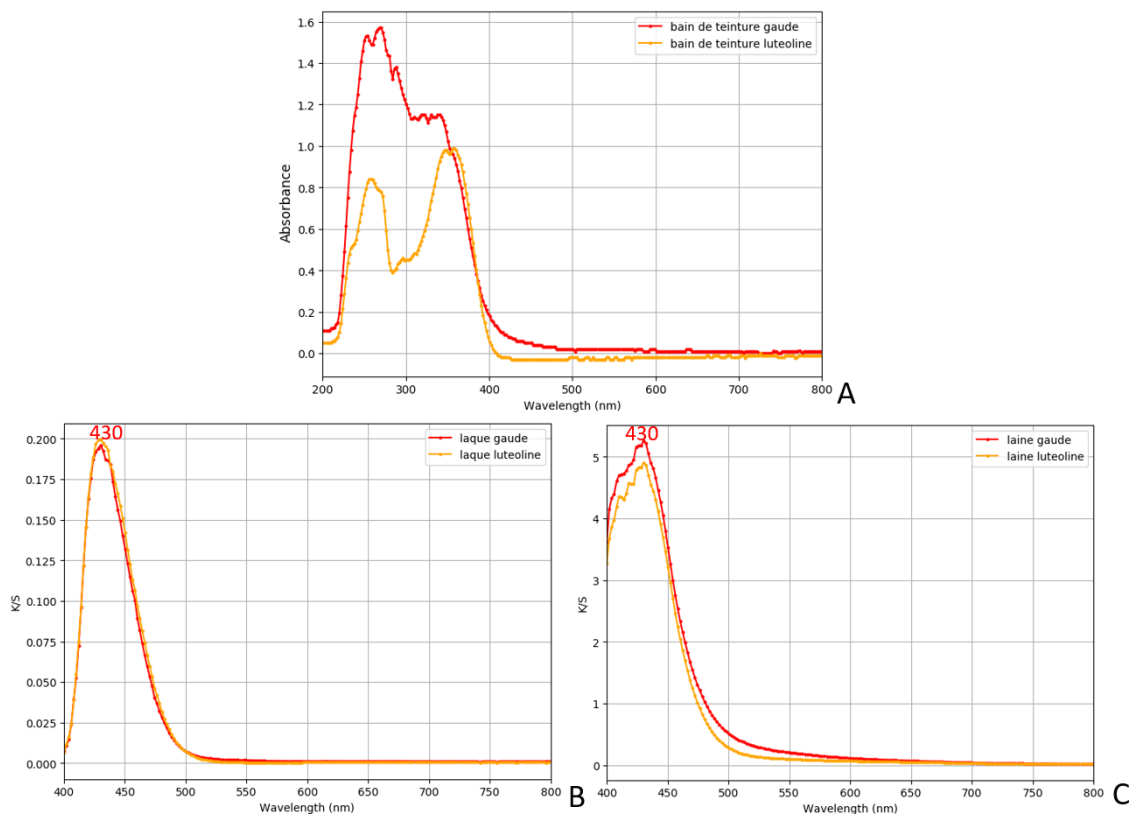 1.6
1.4
1.2
1.0
0.8
0.6
0.4
0.2
0.0
Absorbance
bain de teinture gaude
bain de teinture luteoline
200 300 400 500 600 700 800
Wavelength (nm)
A
430
0.200
0.175
0.150
0.125
0.100
0.075
0.050
0.025
0.000
K/S
laque gaude
laque luteoline
400 450 500 550 600 650 700 750 800
Wavelength (nm)
B
430
5
4
3
2
1
0
K/S
laine gaude
laine luteoline
400 450 500 550 600 650 700 750 800
Wavelength (nm)
C